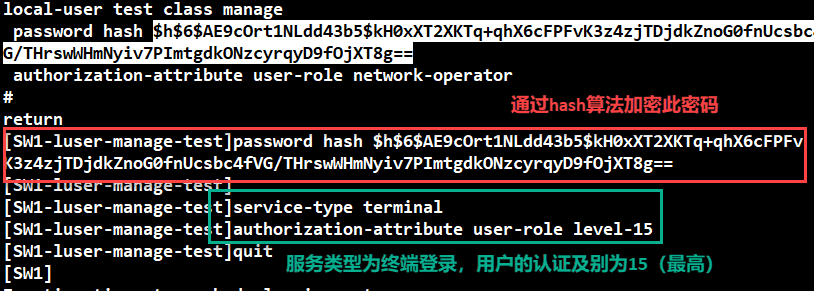 local-user test class manage
password hash $h$6$AE9cOrt1NLdd43b5$kH0xXT2XKTq+qhX6cFPFvK3z4zjTDjdkZnoG0fnUcsbc4
G/THrswWHmNyiv7PImtgdkONzcyrqyD9fOjXT8g==
authorization-attribute user-role network-operator
#
return
通过hash算法加密此密码
[SW1-luser-manage-test]password hash $h$6$AE9cOrt1NLdd43b5$kH0xXT2XKTq+qhX6cFPFv
K3z4zjTDjdkZnoG0fnUcsbc4fVG/THrswWHmNyiv7PImtgdkONzcyrqyD9fOjXT8g==
[SW1-luser-manage-test]
[SW1-luser-manage-test]service-type terminal
[SW1-luser-manage-test]authorization-attribute user-role level-15
[SW1-luser-manage-test]quit
服务类型为终端登录，用户的认证及别为15（最高）
[SW1]